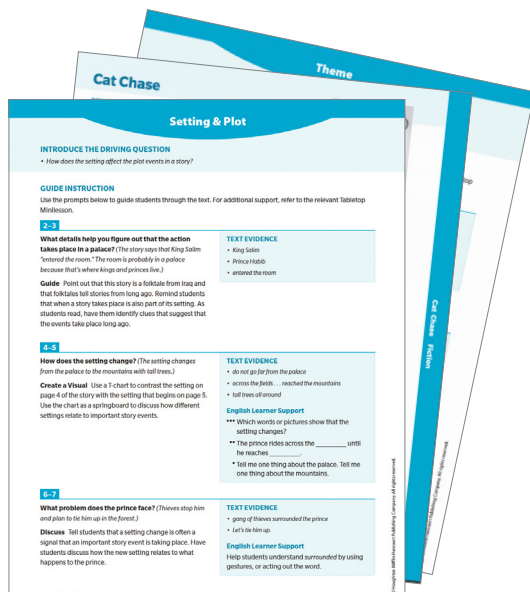 Theme
Cat Chase
Setting & Plot
INTRODUCE THE DRIVING QUESTION
• How does the setting affect the plot events in a story?
GUIDE INSTRUCTION
Use the prompts below to guide students through the text. For additional support, refer to the relevant Tabletop
Minilesson.
2–3
What details help you figure out that the action
takes place in a palace? (The story says that King Salim
"entered the room." The room is probably in a palace
because that's where kings and princes live.)
Guide Point out that this is a folktale from Iraq and
that folktales tell stories from long ago. Remind students
that when a story takes place is also part of its setting. As
students read, have them identify clues that suggest that
the events take place long ago.
TEXT EVIDENCE
• King Salim
• Prince Habib
• entered the room
4–5
How does the setting change? (The setting changes
from the palace to the mountains with tall trees.)
Create a Visual Use a T-chart to contrast the setting on
page 4 of the story with the setting that begins on page 5.
Use the chart as a springboard to discuss how different
settings relate to important story events.
TEXT EVIDENCE
• do not go far from the palace
• across the fields . . . reached the mountains
• tall trees all around
English Learner Support
••• Which words or pictures show that the
setting changes?
•• The prince rides across the ________ until
he reaches ________.
• Tell me one thing about the palace. Tell me
one thing about the mountains.
6–7
What problem does the prince face? (Thieves stop him
and plan to tie him up in the forest.)
Discuss Tell students that a setting change is often a
signal that an important story event is taking place. Have
students discuss how the new setting relates to what
happens to the prince.
TEXT EVIDENCE
• gang of thieves surrounded the prince
• Let's tie him up.
English Learner Support
Help students understand surrounded by using
gestures, or acting out the word.
Houghton Mifflin Harcourt Publishing Company. All rights reserved.
Cat Chase Fiction
Publishing Company. All rights reserved.